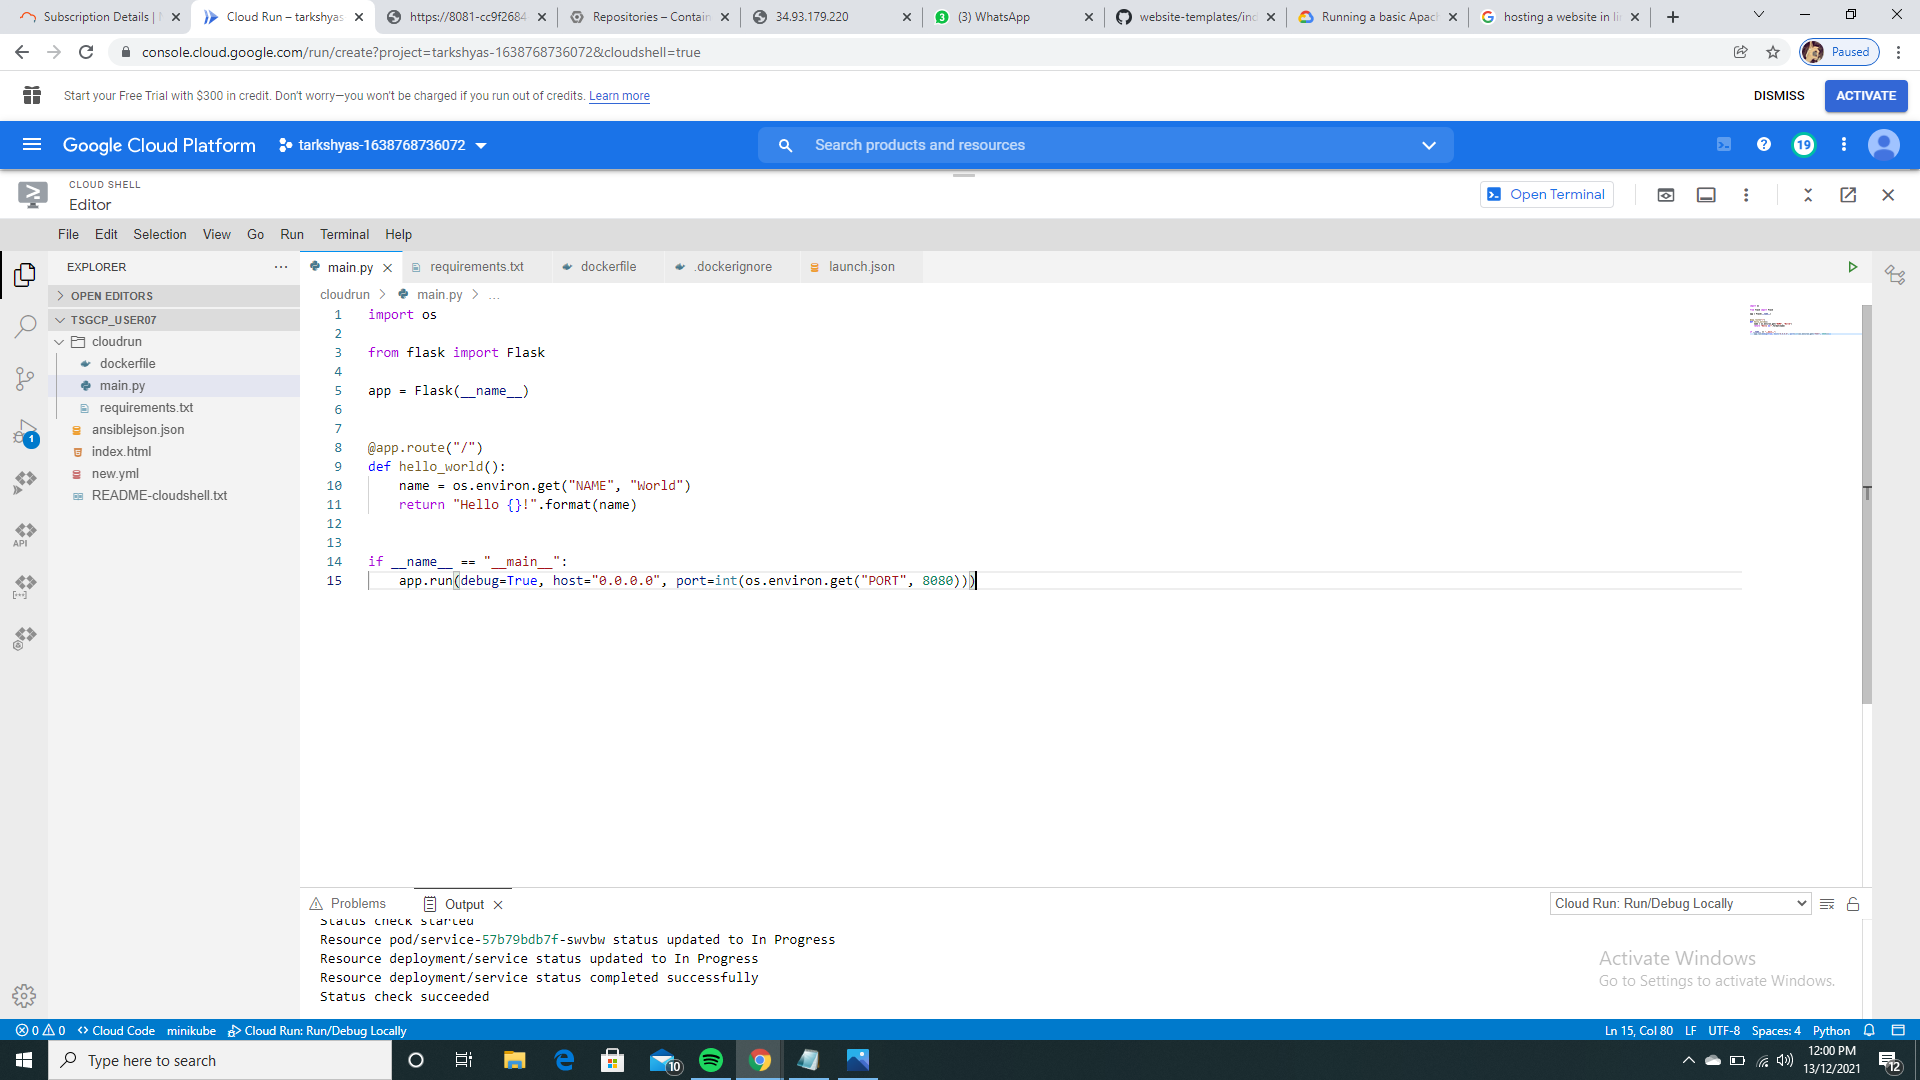 Subscription Details |
Cloud Run – tarkshyas
https://8081-cc9f2684
Repositories – Contain
34.93.179.220
(3) WhatsApp
website-templates/ind
Running a basic Apac
hosting a website in li
console.cloud.google.com/run/create?project=tarkshyas-1638768736072&cloudshell=true
Paused
Start your Free Trial with $300 in credit. Don't worry—you won't be charged if you run out of credits. Learn more
DISMISS
ACTIVATE
Google Cloud Platform
tarkshyas-1638768736072
Search products and resources
19
CLOUD SHELL
Editor
Open Terminal
File Edit Selection View Go Run Terminal Help
EXPLORER
OPEN EDITORS
TSGCP_USER07
cloudrun
dockerfile
main.py
requirements.txt
ansiblejson.json
index.html
new.yml
README-cloudshell.txt
1
API
main.py
requirements.txt
dockerfile
.dockerignore
launch.json
cloudrun > main.py > ...
1 import os
2
3 from flask import Flask
4
5 app = Flask(__name__)
6
7
8 @app.route("/")
9 def hello_world():
10 name = os.environ.get("NAME", "World")
11 return "Hello {}!".format(name)
12
13
14 if __name__ == "__main__":
15 app.run(debug=True, host="0.0.0.0", port=int(os.environ.get("PORT", 8080)))
Problems
Output
Cloud Run: Run/Debug Locally
Status check started
Resource pod/service-57b79bdb7f-swvbw status updated to In Progress
Resource deployment/service status updated to In Progress
Resource deployment/service status completed successfully
Status check succeeded
Activate Windows
Go to Settings to activate Windows.
0 0 <> Cloud Code minikube Cloud Run: Run/Debug Locally
Ln 15, Col 80 LF UTF-8 Spaces: 4 Python
Type here to search
10
12:00 PM
13/12/2021
12